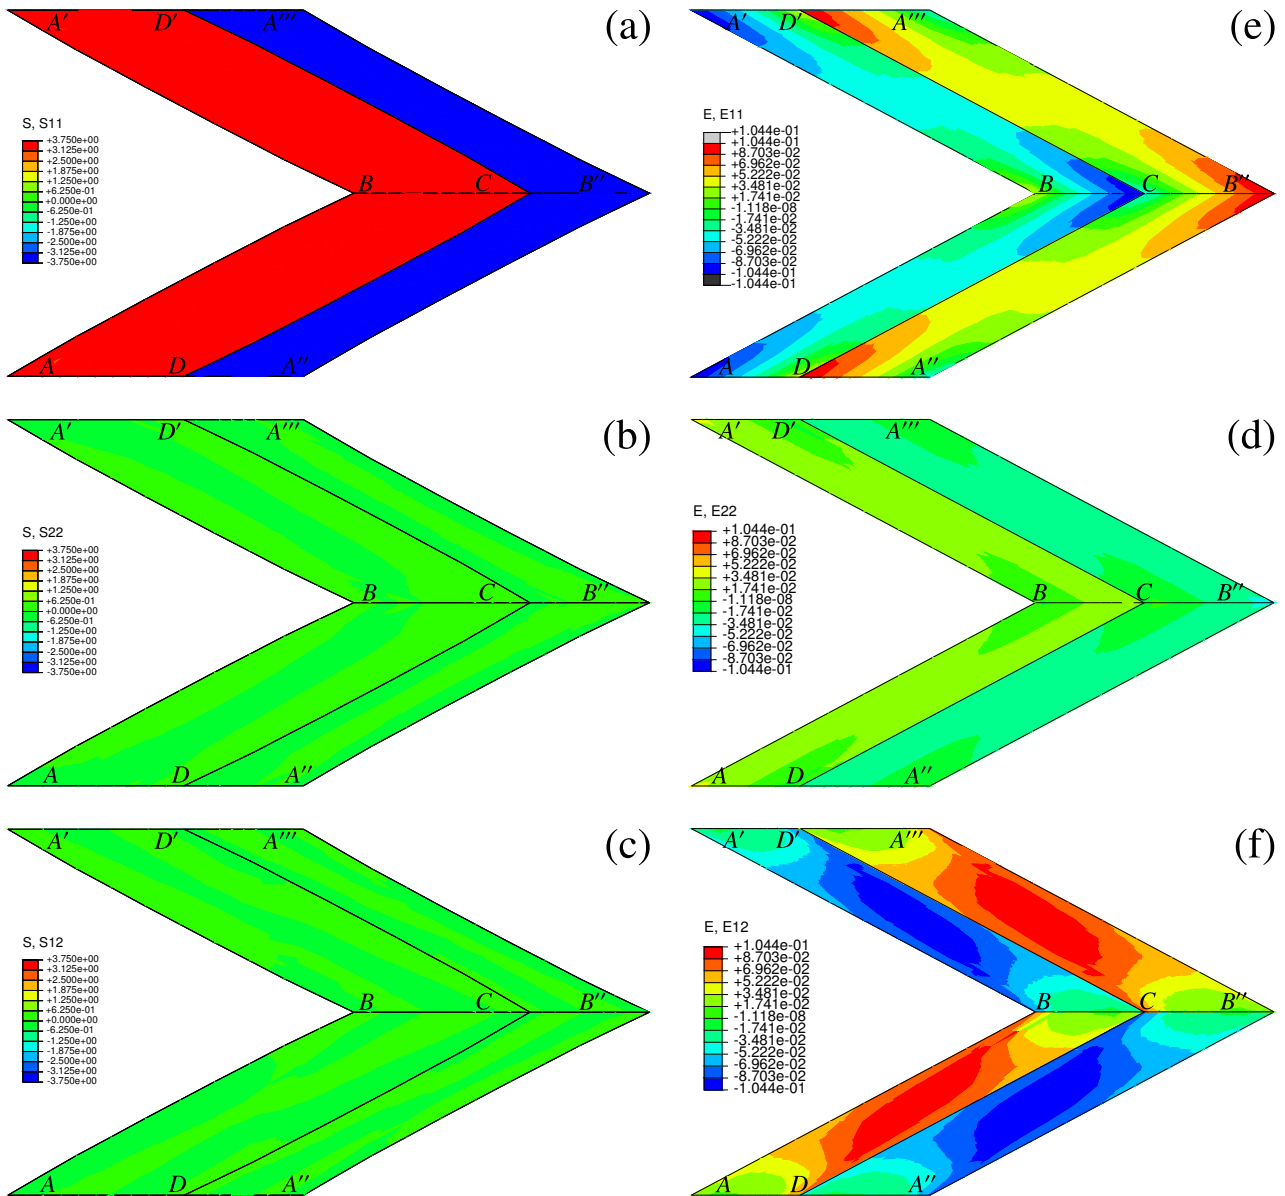 (a)
A′ D′ A‴
S, S11
+3.750e+00
+3.125e+00
+2.500e+00
+1.875e+00
+1.250e+00
+6.250e-01
+0.000e+00
-6.250e-01
-1.250e+00
-1.875e+00
-2.500e+00
-3.125e+00
-3.750e+00
B C B″
A D A″
(e)
A′ D′ A‴
E, E11
+1.044e-01
+1.044e-01
+8.703e-02
+6.962e-02
+5.222e-02
+3.481e-02
+1.741e-02
-1.118e-08
-1.741e-02
-3.481e-02
-5.222e-02
-6.962e-02
-8.703e-02
-1.044e-01
-1.044e-01
B C B″
A D A″
(b)
A′ D′ A‴
S, S22
+3.750e+00
+3.125e+00
+2.500e+00
+1.875e+00
+1.250e+00
+6.250e-01
+0.000e+00
-6.250e-01
-1.250e+00
-1.875e+00
-2.500e+00
-3.125e+00
-3.750e+00
B C B″
A D A″
(d)
A′ D′ A‴
E, E22
+1.044e-01
+8.703e-02
+6.962e-02
+5.222e-02
+3.481e-02
+1.741e-02
-1.118e-08
-1.741e-02
-3.481e-02
-5.222e-02
-6.962e-02
-8.703e-02
-1.044e-01
B C B″
A D A″
(c)
A′ D′ A‴
S, S12
+3.750e+00
+3.125e+00
+2.500e+00
+1.875e+00
+1.250e+00
+6.250e-01
+0.000e+00
-6.250e-01
-1.250e+00
-1.875e+00
-2.500e+00
-3.125e+00
-3.750e+00
B C B″
A D A″
(f)
A′ D′ A‴
E, E12
+1.044e-01
+8.703e-02
+6.962e-02
+5.222e-02
+3.481e-02
+1.741e-02
-1.118e-08
-1.741e-02
-3.481e-02
-5.222e-02
-6.962e-02
-8.703e-02
-1.044e-01
B C B″
A D A″